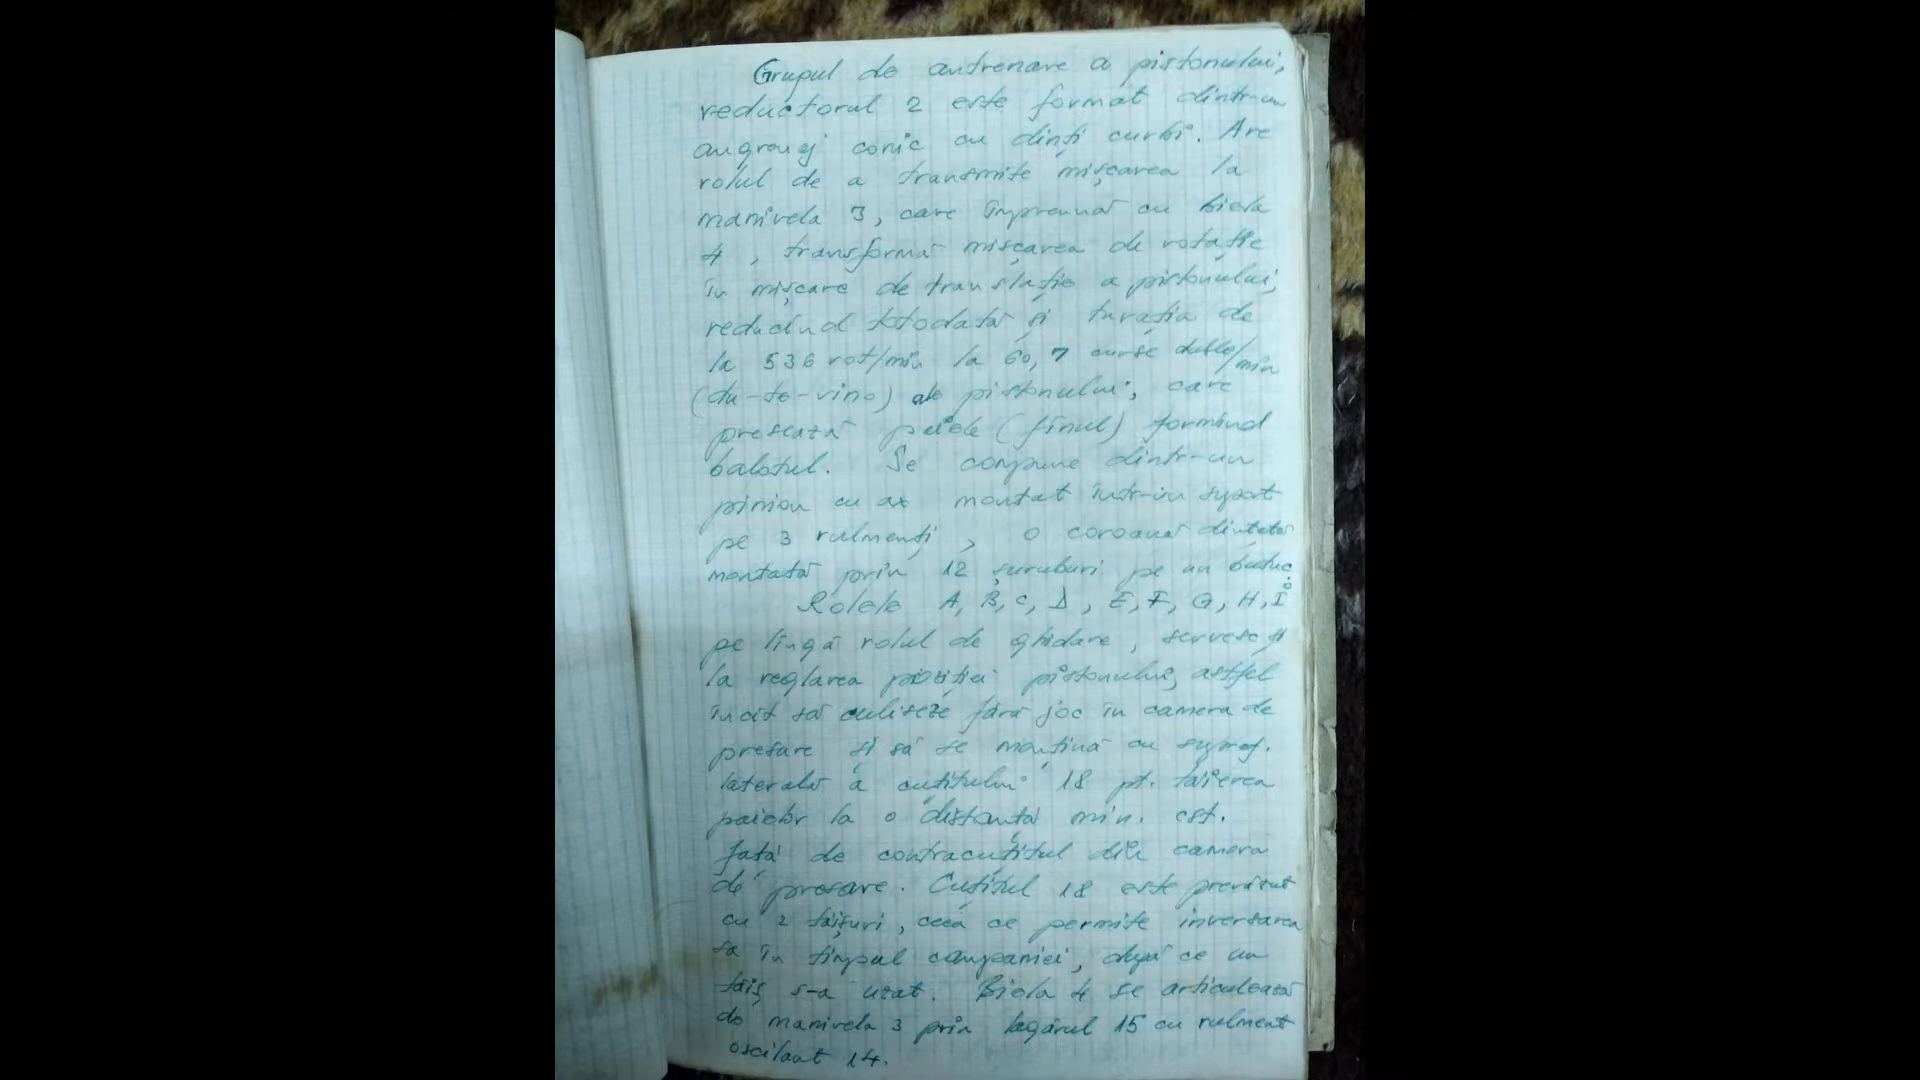 Grupul de antrenare a pistonului,
reductorul 2 este format dintr-un
angrenaj conic cu dinți curbi. Are
rolul de a transmite mișcarea la
manivela 3, care împreună cu biela
4, transformă mișcarea de rotație
în mișcare de translație a pistonului,
reducînd totodată și turația de
la 536 rot/min la 60,7 curse duble/min
(du-te-vino) ale pistonului, care
presează paiele (fînul) formînd
balotul. Se compune dintr-un
pinion cu ax montat într-un suport
pe 3 rulmenți, o coroană dințată
montată prin 12 șuruburi pe un butuc.
Rolele A, B, C, D, E, F, G, H, I
pe lîngă rolul de ghidare, servesc și
la reglarea poziției pistonului, astfel
încît să culiseze fără joc în camera de
presare și să se mențină cu supraf.
laterală a cuțitului 18 pt. tăierea
paielor la o distanță min. cst.
față de contracuțitul din camera
de presare. Cuțitul 18 este prevăzut
cu 2 tăișuri, ceea ce permite inversarea
sa în timpul campaniei, după ce un
tăiș s-a uzat. Biela 4 se articulează
de manivela 3 prin lagărul 15 cu rulment
oscilant 14.